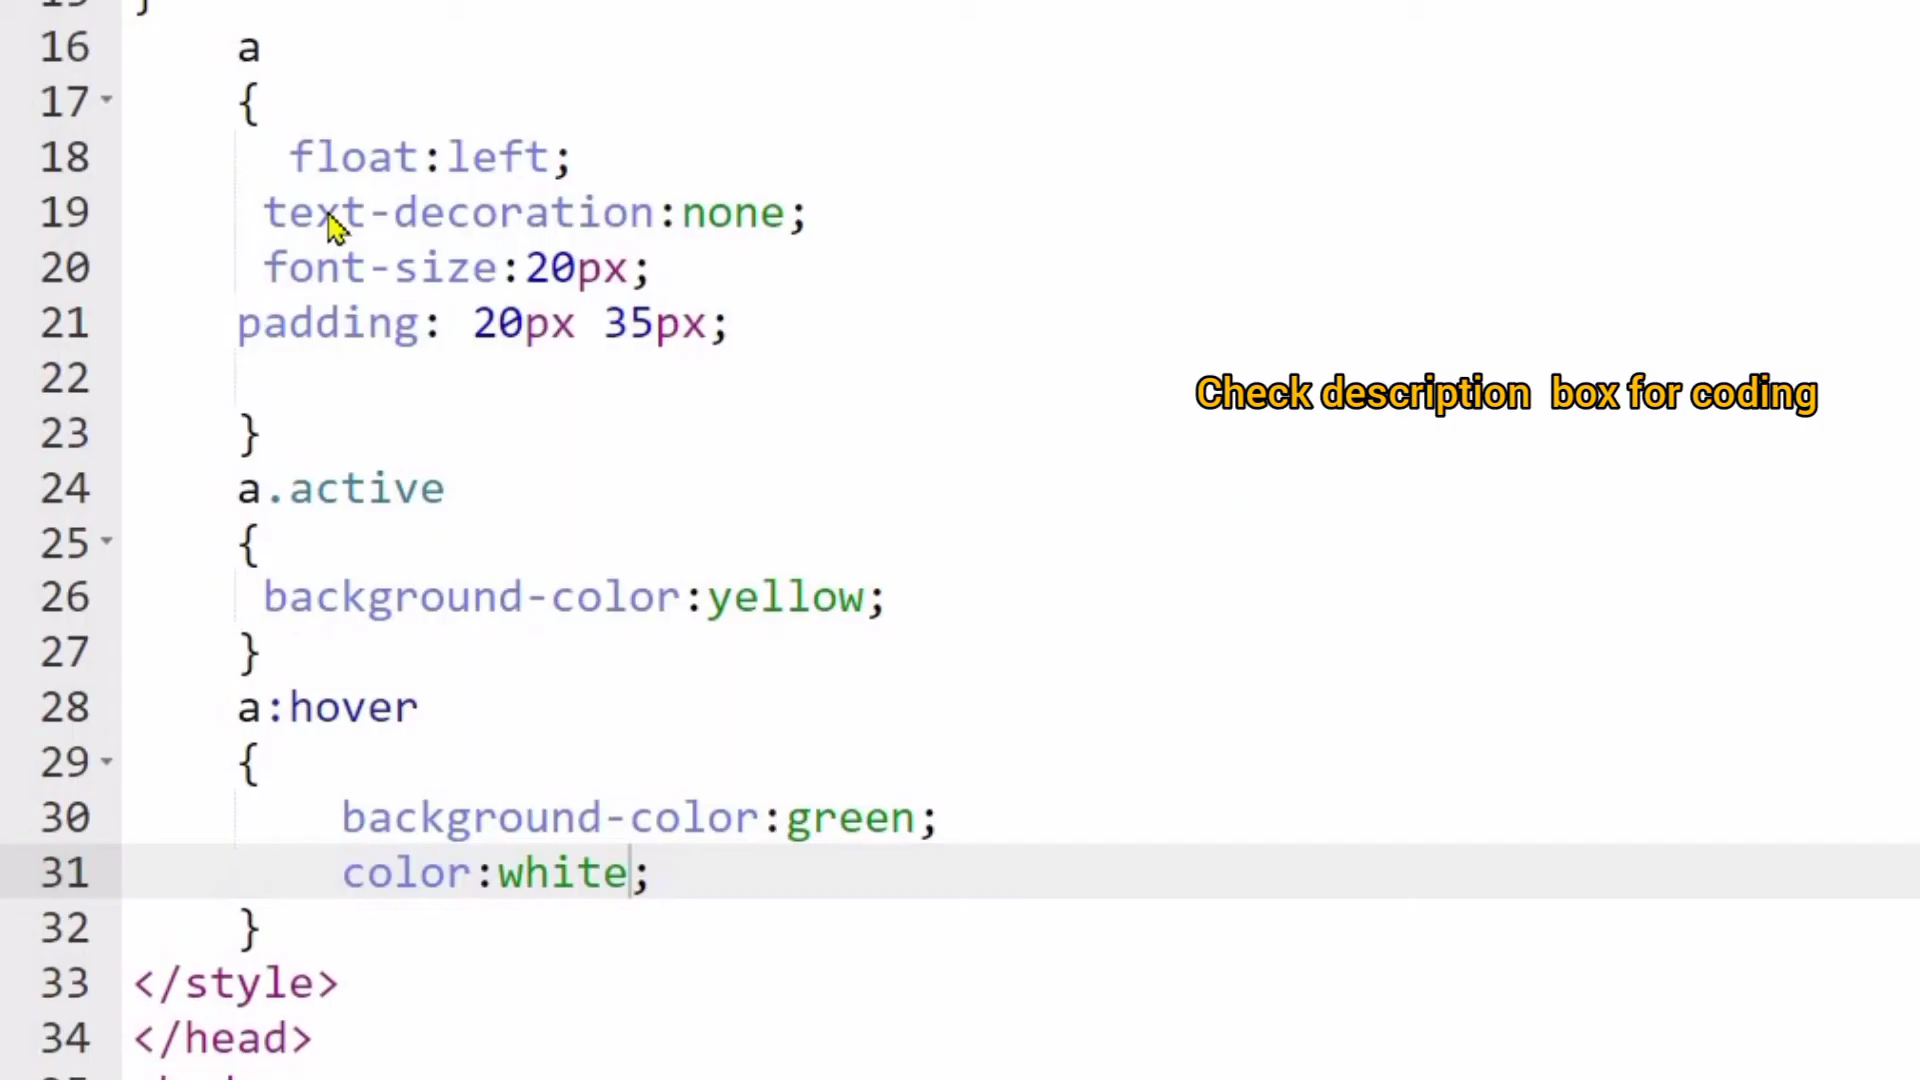 16 a
17 {
18 float:left;
19 text-decoration:none;
20 font-size:20px;
21 padding: 20px 35px;
22
Check description box for coding
23 }
24 a.active
25 {
26 background-color:yellow;
27 }
28 a:hover
29 {
30 background-color:green;
31 color:white;
32 }
33 </style>
34 </head>